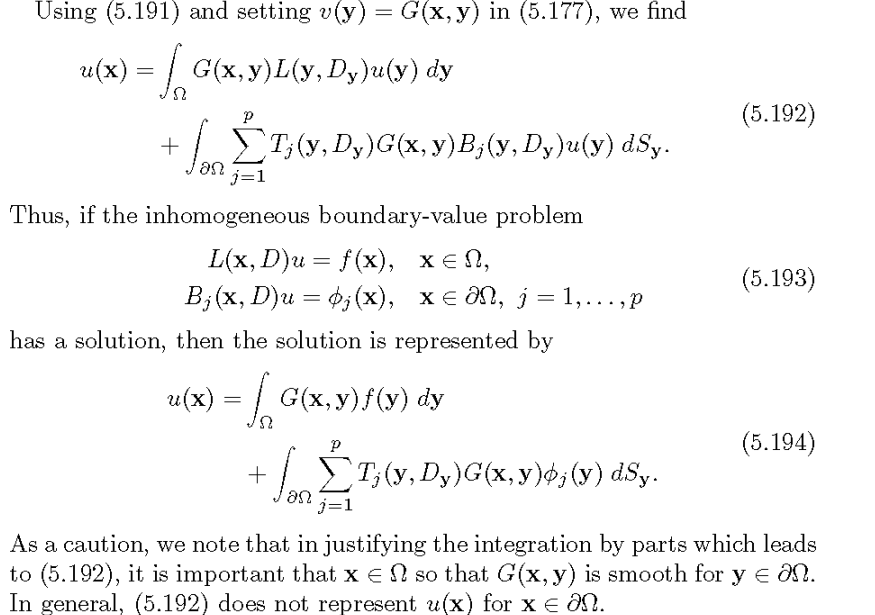 Using (5.191) and setting v(𝐲) = G(𝐱, 𝐲) in (5.177), we find
u(𝐱) = ∫_Ω G(𝐱, 𝐲)L(𝐲, D_𝐲)u(𝐲) d𝐲
+ ∫_{∂Ω} ∑_{j=1}^{p} T_j(𝐲, D_𝐲)G(𝐱, 𝐲)B_j(𝐲, D_𝐲)u(𝐲) dS_𝐲.
(5.192)
Thus, if the inhomogeneous boundary-value problem
L(𝐱, D)u = f(𝐱), 𝐱 ∈ Ω,
B_j(𝐱, D)u = ϕ_j(𝐱), 𝐱 ∈ ∂Ω, j = 1, . . . , p
(5.193)
has a solution, then the solution is represented by
u(𝐱) = ∫_Ω G(𝐱, 𝐲)f(𝐲) d𝐲
+ ∫_{∂Ω} ∑_{j=1}^{p} T_j(𝐲, D_𝐲)G(𝐱, 𝐲)ϕ_j(𝐲) dS_𝐲.
(5.194)
As a caution, we note that in justifying the integration by parts which leads
to (5.192), it is important that 𝐱 ∈ Ω so that G(𝐱, 𝐲) is smooth for 𝐲 ∈ ∂Ω.
In general, (5.192) does not represent u(𝐱) for 𝐱 ∈ ∂Ω.